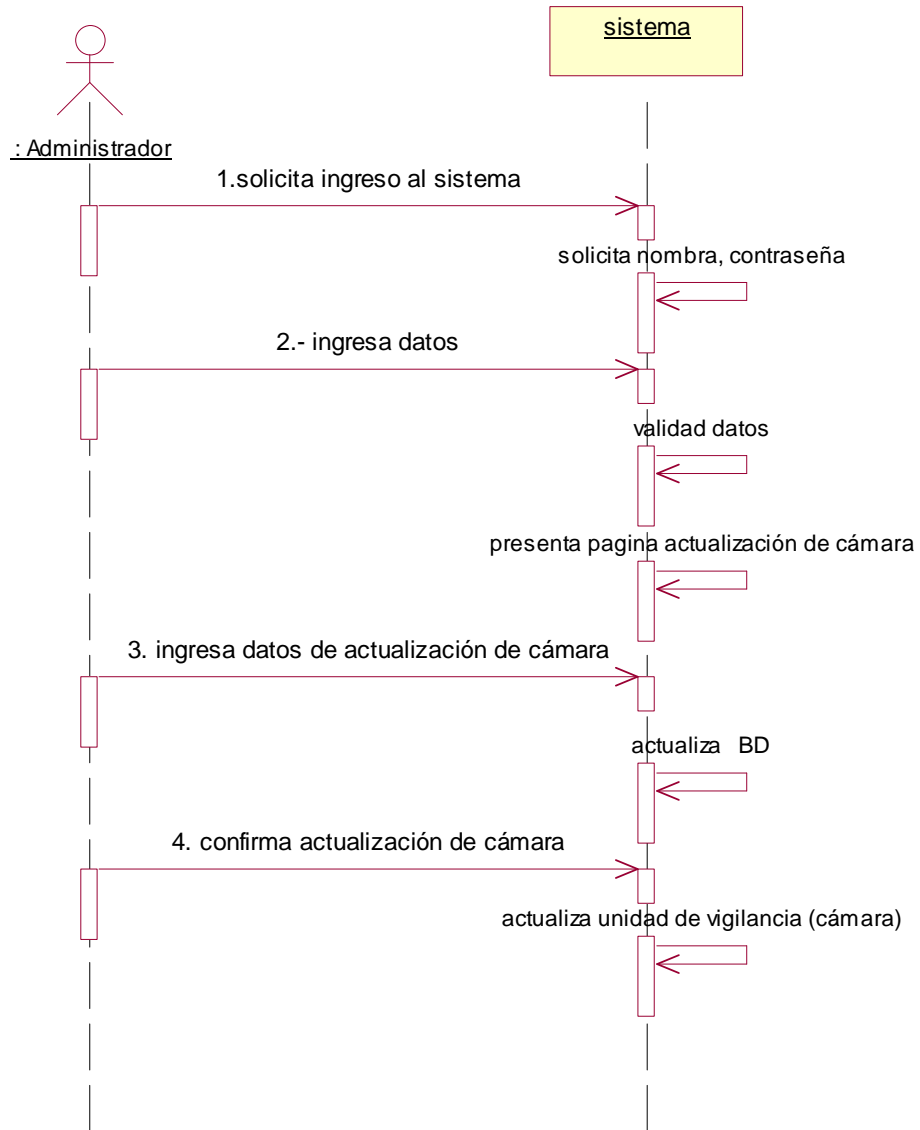 sistema
: Administrador
1.solicita ingreso al sistema
solicita nombra, contraseña
2.- ingresa datos
validad datos
presenta pagina actualización de cámara
3. ingresa datos de actualización de cámara
actualiza BD
4. confirma actualización de cámara
actualiza unidad de vigilancia (cámara)